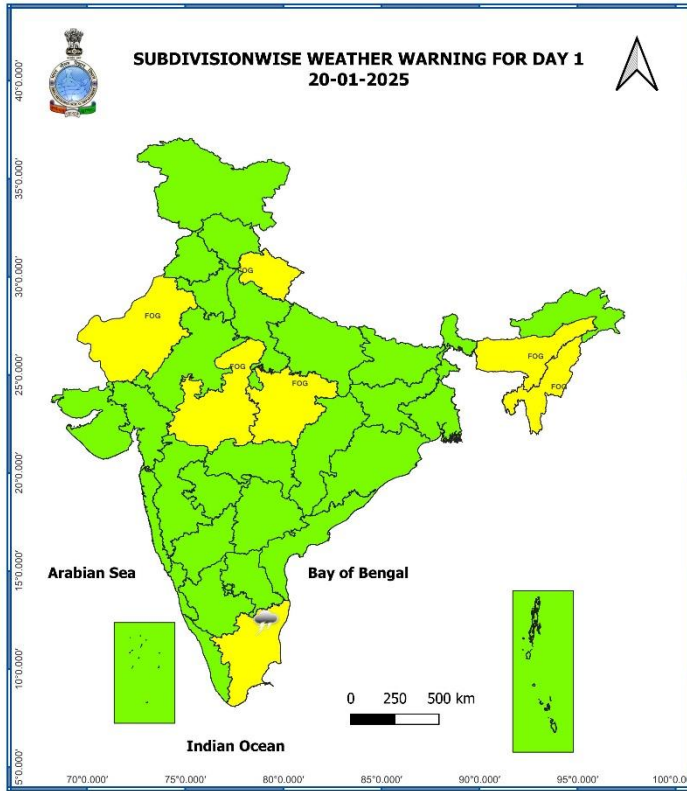 SUBDIVISIONWISE WEATHER WARNING FOR DAY 1
20-01-2025
40°0.000'
35°0.000'
30°0.000'
25°0.000'
20°0.000'
15°0.000'
10°0.000'
5°0.000'
FOG
FOG
FOG
FOG
FOG
FOG
Arabian Sea
Bay of Bengal
0 250 500 km
Indian Ocean
70°0.000' 75°0.000' 80°0.000' 85°0.000' 90°0.000' 95°0.000' 100°0.0